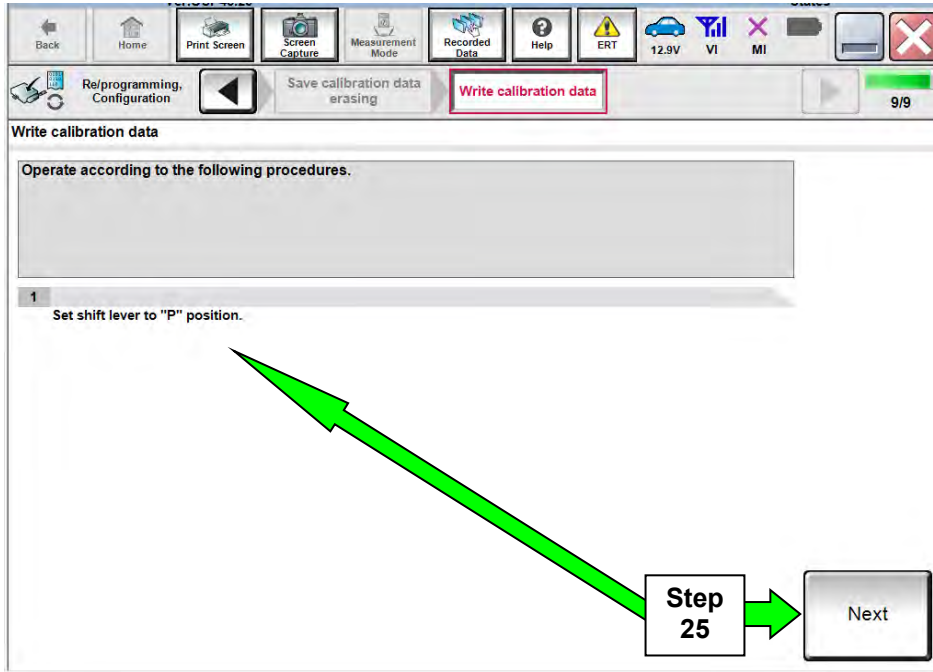 Back
Home
Print Screen
Screen
Capture
Measurement
Mode
Recorded
Data
Help
ERT
12.9V
VI
MI
Re/programming,
Configuration
Save calibration data
erasing
Write calibration data
9/9
Write calibration data
Operate according to the following procedures.
1
Set shift lever to "P" position.
Step
25
Next